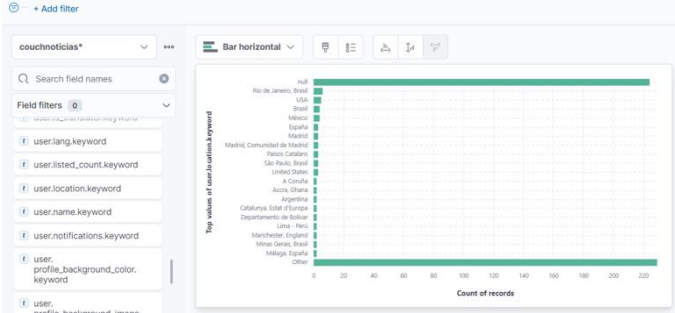 + Add filter
couchnoticias*
Bar horizontal
Search field names
Field filters 0
user.is_translator.keyword
user.lang.keyword
user.listed_count.keyword
user.location.keyword
user.name.keyword
user.notifications.keyword
user.
profile_background_color.
keyword
user.
profile_background_image
Top values of user.location.keyword
null
Rio de Janeiro, Brasil
USA
Brasil
México
España
Madrid
Madrid, Comunidad de Madrid
Països Catalans
São Paulo, Brasil
United States
A Coruña
Accra, Ghana
Argentina
Catalunya, Estat d'Europa
Departamento de Bolívar
Lima - Perú
Manchester, England
Minas Gerais, Brasil
Málaga, España
Other
0 20 40 60 80 100 120 140 160 180 200 220
Count of records